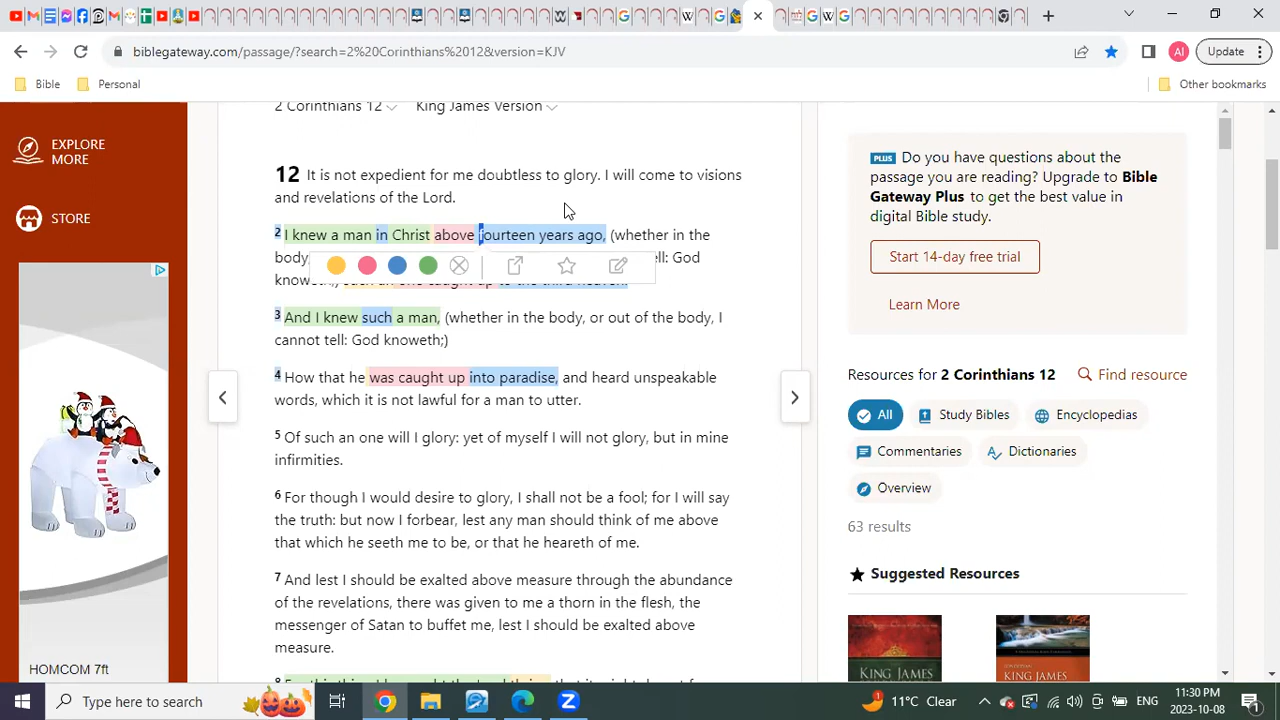 biblegateway.com/passage/?search=2%20Corinthians%2012&version=KJV
AI
Update
Bible
Personal
Other bookmarks
EXPLORE
MORE
STORE
HOMCOM 7ft
2 Corinthians 12
King James Version
12 It is not expedient for me doubtless to glory. I will come to visions
and revelations of the Lord.
2 I knew a man in Christ above fourteen years ago, (whether in the
body
ell: God
knoweth;) such an one caught up to the third heaven.
3 And I knew such a man, (whether in the body, or out of the body, I
cannot tell: God knoweth;)
4 How that he was caught up into paradise, and heard unspeakable
words, which it is not lawful for a man to utter.
5 Of such an one will I glory: yet of myself I will not glory, but in mine
infirmities.
6 For though I would desire to glory, I shall not be a fool; for I will say
the truth: but now I forbear, lest any man should think of me above
that which he seeth me to be, or that he heareth of me.
7 And lest I should be exalted above measure through the abundance
of the revelations, there was given to me a thorn in the flesh, the
messenger of Satan to buffet me, lest I should be exalted above
measure.
PLUS Do you have questions about the
passage you are reading? Upgrade to Bible
Gateway Plus to get the best value in
digital Bible study.
Start 14-day free trial
Learn More
Resources for 2 Corinthians 12
Find resource
All
Study Bibles
Encyclopedias
Commentaries
Dictionaries
Overview
63 results
Suggested Resources
KING JAMES
KING JAMES
Type here to search
1
11°C Clear
ENG
11:30 PM
2023-10-08
1